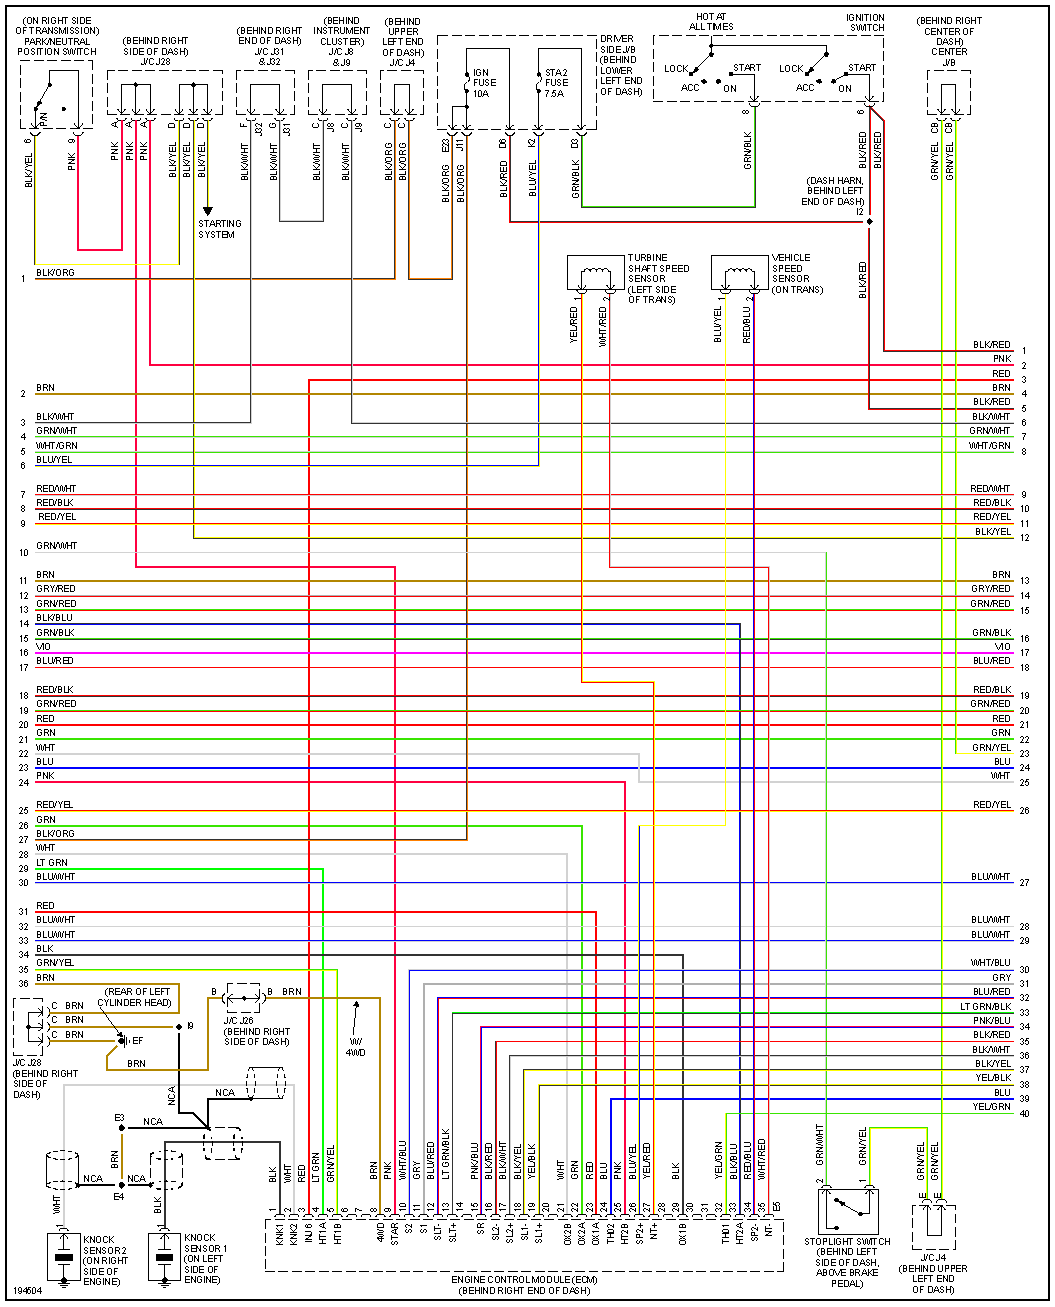 (ON RIGHT SIDE
OF TRANSMISSION)
PARK/NEUTRAL
POSITION SWITCH
(BEHIND RIGHT
SIDE OF DASH)
J/C J28
(BEHIND RIGHT
END OF DASH)
J/C J31
& J32
(BEHIND
INSTRUMENT
CLUSTER)
J/C J8
& J9
(BEHIND
UPPER
LEFT END
OF DASH)
J/C J4
DRIVER
SIDE J/B
(BEHIND
LOWER
LEFT END
OF DASH)
HOT AT
ALL TIMES
IGNITION
SWITCH
(BEHIND RIGHT
CENTER OF
DASH)
CENTER
J/B
IGN
FUSE
10A
STA2
FUSE
7.5A
LOCK
ACC
ON
START
LOCK
ACC
ON
START
P/N
6
9
A
A
A
D
D
D
F
J32
G
J31
C
J8
C
J9
C
C
E23
J11
D6
K2
D3
8
6
CB
CB
BLK/YEL
PNK
PNK
PNK
PNK
BLK/YEL
BLK/YEL
BLK/YEL
BLK/WHT
BLK/WHT
BLK/WHT
BLK/WHT
BLK/ORG
BLK/ORG
BLK/ORG
BLK/ORG
BLK/RED
BLU/YEL
GRN/BLK
GRN/BLK
BLK/RED
BLK/RED
GRN/YEL
GRN/YEL
STARTING
SYSTEM
(DASH HARN,
BEHIND LEFT
END OF DASH)
I2
BLK/RED
TURBINE
SHAFT SPEED
SENSOR
(LEFT SIDE
OF TRANS)
VEHICLE
SPEED
SENSOR
(ON TRANS)
1
2
1
2
YEL/RED
WHT/RED
BLU/YEL
RED/BLU
1 BLK/ORG
2 BRN
3 BLK/WHT
4 GRN/WHT
5 WHT/GRN
6 BLU/YEL
7 RED/WHT
8 RED/BLK
9 RED/YEL
10 GRN/WHT
11 BRN
12 GRY/RED
13 GRN/RED
14 BLK/BLU
15 GRN/BLK
16 VIO
17 BLU/RED
18 RED/BLK
19 GRN/RED
20 RED
21 GRN
22 WHT
23 BLU
24 PNK
25 RED/YEL
26 GRN
27 BLK/ORG
28 WHT
29 LT GRN
30 BLU/WHT
31 RED
32 BLU/WHT
33 BLU/WHT
34 BLK
35 GRN/YEL
36 BRN
BLK/RED 1
PNK 2
RED 3
BRN 4
BLK/RED 5
BLK/WHT 6
GRN/WHT 7
WHT/GRN 8
RED/WHT 9
RED/BLK 10
RED/YEL 11
BLK/YEL 12
BRN 13
GRY/RED 14
GRN/RED 15
GRN/BLK 16
VIO 17
BLU/RED 18
RED/BLK 19
GRN/RED 20
RED 21
GRN 22
GRN/YEL 23
BLU 24
WHT 25
RED/YEL 26
BLU/WHT 27
BLU/WHT 28
BLU/WHT 29
WHT/BLU 30
GRY 31
BLU/RED 32
LT GRN/BLK 33
PNK/BLU 34
BLK/RED 35
BLK/WHT 36
BLK/YEL 37
YEL/BLK 38
BLU 39
YEL/GRN 40
C BRN
C BRN
C BRN
J/C J28
(BEHIND RIGHT
SIDE OF
DASH)
(REAR OF LEFT
CYLINDER HEAD)
EF
I9
BRN
B
B
BRN
J/C J26
(BEHIND RIGHT
SIDE OF DASH)
W/
4WD
NCA
NCA
E3
NCA
BRN
NCA
NCA
E4
WHT
BLK
KNOCK
SENSOR 2
(ON RIGHT
SIDE OF
ENGINE)
KNOCK
SENSOR 1
(ON LEFT
SIDE OF
ENGINE)
BLK
WHT
RED
LT GRN
GRN/YEL
BRN
PNK
WHT/BLU
GRY
BLU/RED
LT GRN/BLK
PNK/BLU
BLK/RED
BLK/WHT
BLK/YEL
YEL/BLK
WHT
GRN
RED
BLU
PNK
BLU/YEL
YEL/RED
BLK
YEL/GRN
BLK/BLU
RED/BLU
WHT/RED
1
2
3
4
5
6
7
8
9
10
11
12
13
14
15
16
17
18
19
20
21
22
23
24
25
26
27
28
29
30
31
32
33
34
35
E5
KNK1
KNK2
INJ 6
HT1A
HT1B
4WD
STAR
S2
S1
SLT-
SLT+
SR
SL2-
SL2+
SL1-
SL1+
OX2B
OX2A
OX1A
THO2
HT2B
SP2+
NT+
OX1B
THO1
HT2A
SP2-
NT-
ENGINE CONTROL MODULE (ECM)
(BEHIND RIGHT END OF DASH)
GRN/WHT
GRN/YEL
2
1
STOPLIGHT SWITCH
(BEHIND LEFT
SIDE OF DASH,
ABOVE BRAKE
PEDAL)
GRN/YEL
GRN/YEL
E
E
J/C J4
(BEHIND UPPER
LEFT END
OF DASH)
194504